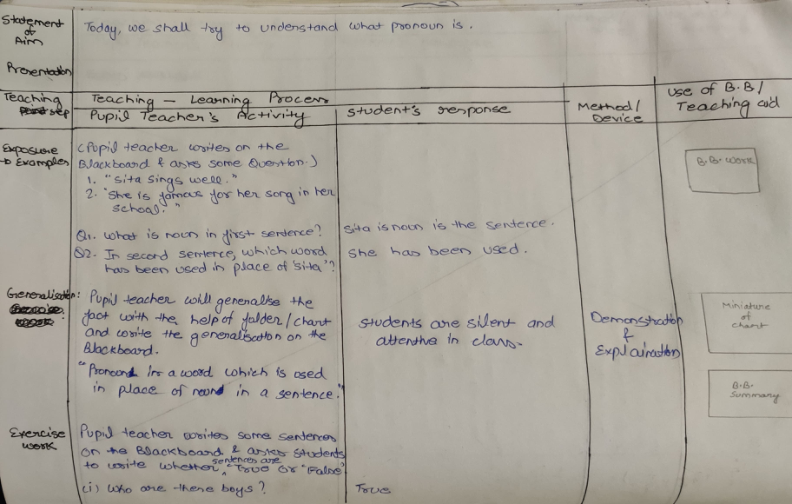 Statement
of
Aim
Today, we shall try to understand what pronoun is.
Presentation
Teaching
step
Teaching - Learning Process
Pupil Teacher's Activity
Student's response
Method/
Device
Use of B.B/
Teaching aid
Exposure
to Examples
(Pupil teacher writes on the
Blackboard & asks some Question.)
1. "Sita sings well."
2. "She is famous for her song in her
school."
B.B. work
Q1. What is noun in first sentence?
Sita is noun is the sentence.
Q2. In second sentence, which word
has been used in place of 'sita'?
She has been used.
Generalisation:
Pupil teacher will generalise the
fact with the help of folder/chart
and write the generalisation on the
Blackboard.
"Pronoun is a word which is used
in place of noun in a sentence."
Students are silent and
attentive in class.
Demonstration
&
Explaination
Miniature
of
chart
B.B.
Summary
Exercise
work
Pupil teacher writes some sentences
on the Blackboard & asks students
to write whether sentences are "True or "False"
(i) Who are these boys?
True